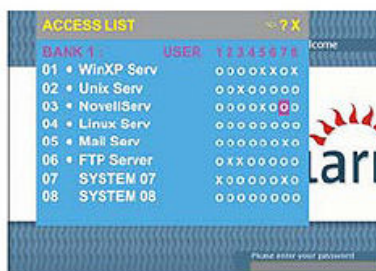 ACCESS LIST ? X
BANK 1 : USER 1 2 3 4 5 6 7 8
lcome
01 • WinXP Serv O O O O X X O X
02 • Unix Serv O O X O O O O O
03 • NovellServ O O O O X O O O
04 • Linux Serv O O O O O O O O
05 • Mail Serv O O O O O O X O
06 • FTP Server O X X O O O O O
07 SYSTEM 07 X O O O O O X O
08 SYSTEM 08 O O O O O O O O
lari
Please enter your password